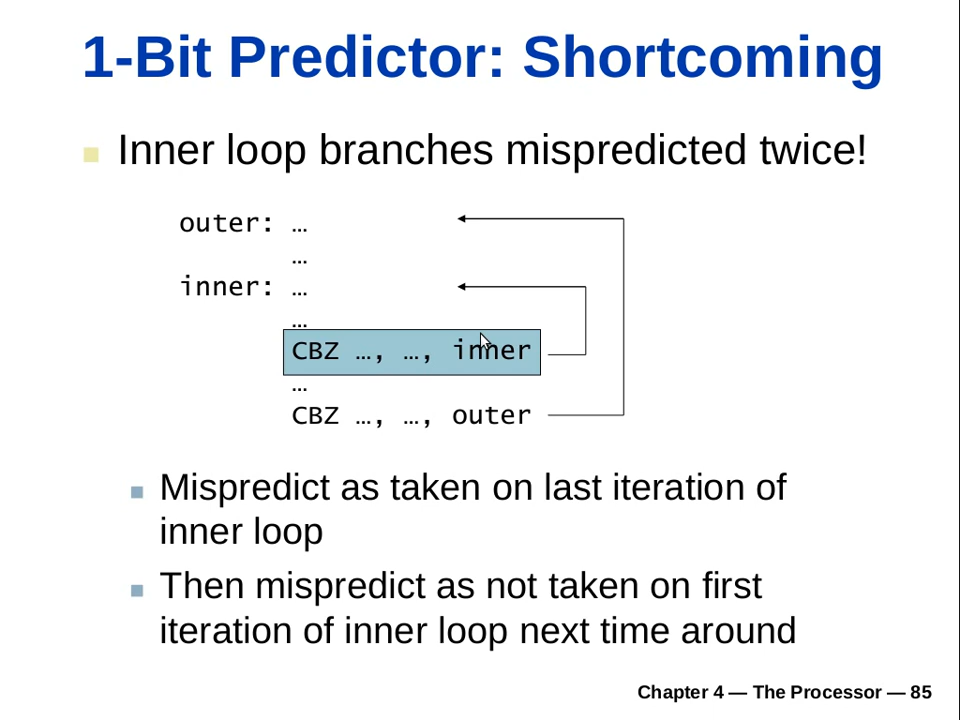 1-Bit Predictor: Shortcoming
Inner loop branches mispredicted twice!
outer: …
…
inner: …
…
CBZ …, …, inner
…
CBZ …, …, outer
Mispredict as taken on last iteration of
inner loop
Then mispredict as not taken on first
iteration of inner loop next time around
Chapter 4 — The Processor — 85